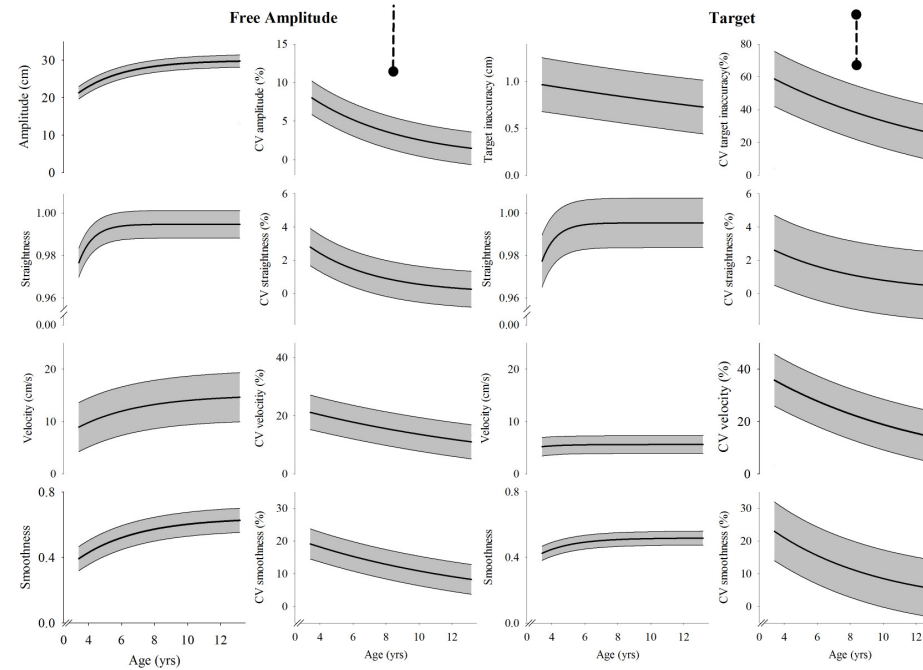 Free Amplitude
Target
Amplitude (cm)
30
20
10
0
CV amplitude (%)
15
10
5
0
Target inaccuracy (cm)
1.0
0.5
0.0
CV target inaccuracy(%)
80
60
40
20
0
Straightness
1.00
0.98
0.96
0.00
CV straightness (%)
6
4
2
0
Straightness
1.00
0.98
0.96
0.00
CV straightness (%)
6
4
2
0
Velocity (cm/s)
20
10
0
CV velocitiy (%)
40
20
0
Velocity (cm/s)
20
10
0
CV velocity (%)
40
20
0
Smoothness
0.8
0.4
0.0
CV smoothness (%)
30
20
10
0
Smoothness
0.8
0.4
0.0
CV smoothness (%)
30
20
10
0
0 4 6 8 10 12
Age (yrs)
0 4 6 8 10 12
Age (yrs)
0 4 6 8 10 12
Age (yrs)
0 4 6 8 10 12
Age (yrs)